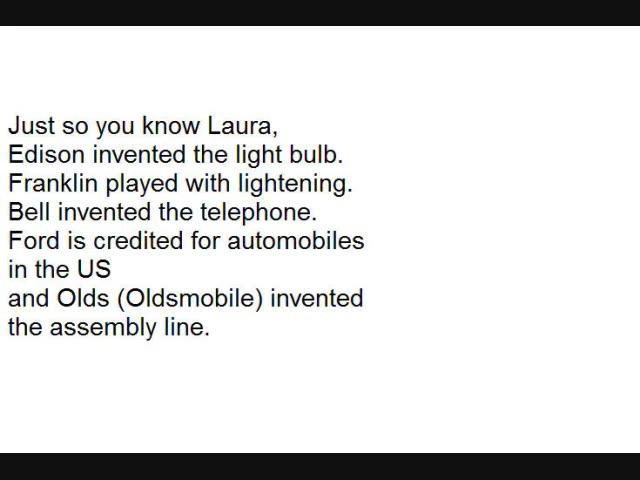 Just so you know Laura,
Edison invented the light bulb.
Franklin played with lightening.
Bell invented the telephone.
Ford is credited for automobiles
in the US
and Olds (Oldsmobile) invented
the assembly line.